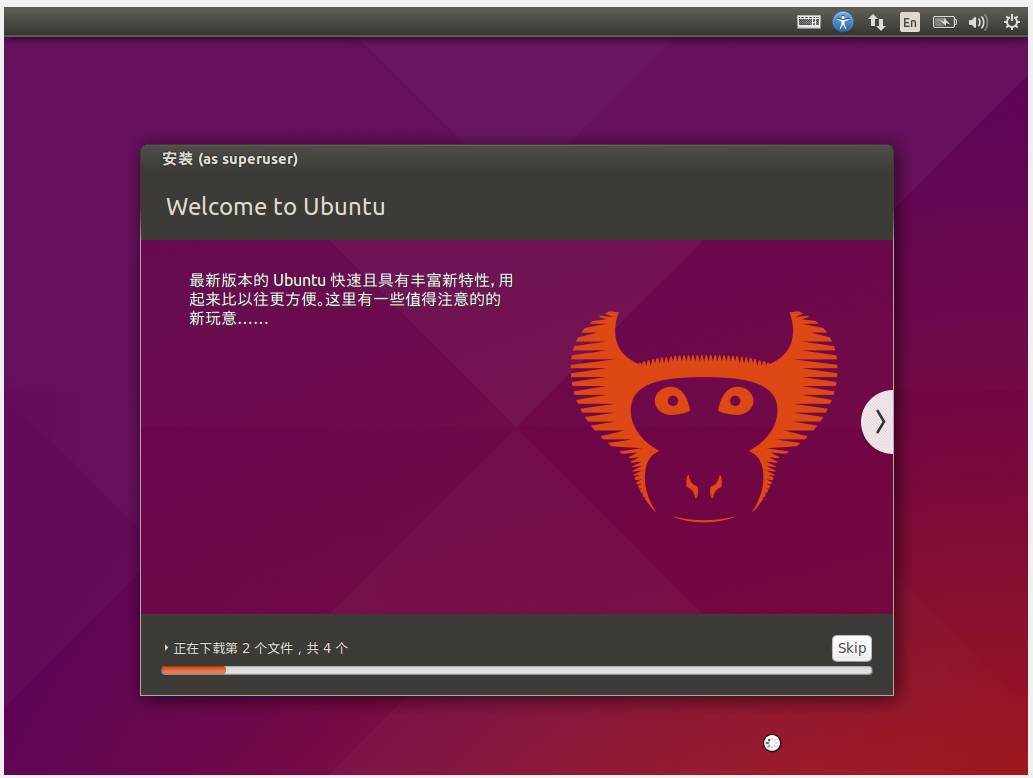 En
安装 (as superuser)
Welcome to Ubuntu
最新版本的 Ubuntu 快速且具有丰富新特性，用
起来比以往更方便。这里有一些值得注意的的
新玩意……
正在下载第 2 个文件，共 4 个
Skip